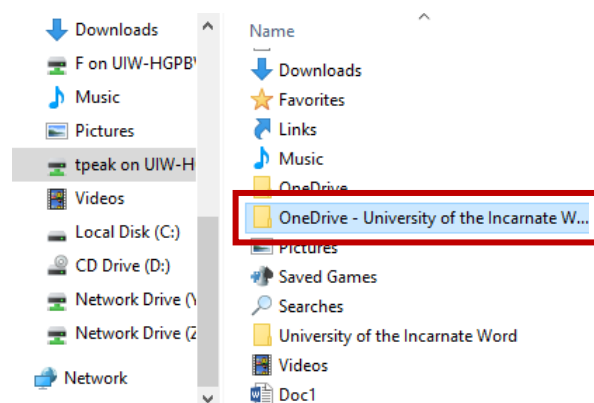 Downloads
F on UIW-HGPB
Music
Pictures
tpeak on UIW-H
Videos
Local Disk (C:)
CD Drive (D:)
Network Drive (Y
Network Drive (Z
Network
Name
Downloads
Favorites
Links
Music
OneDrive
OneDrive - University of the Incarnate W...
Pictures
Saved Games
Searches
University of the Incarnate Word
Videos
Doc1